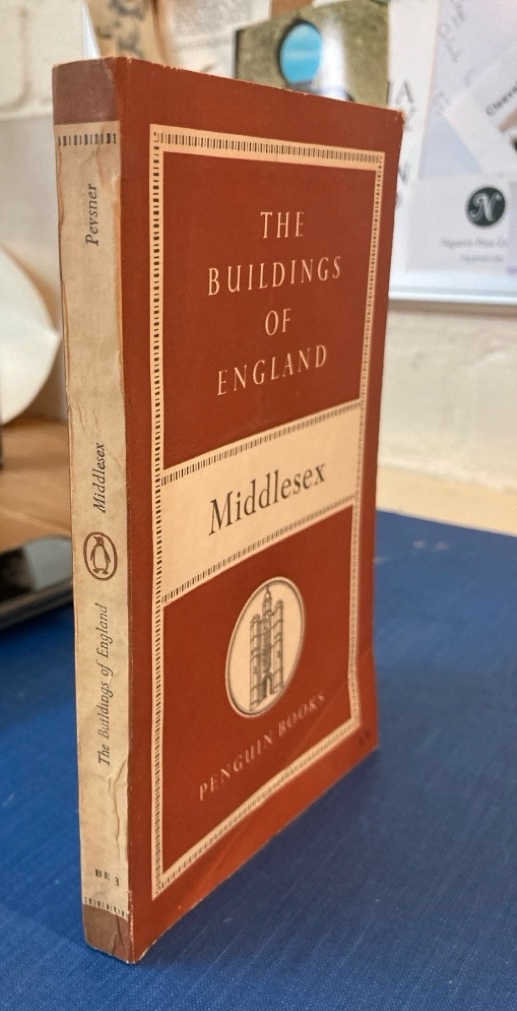 THE
BUILDINGS
OF
ENGLAND
Middlesex
PENGUIN BOOKS
Pevsner
Middlesex
The Buildings of England
BE 3
N